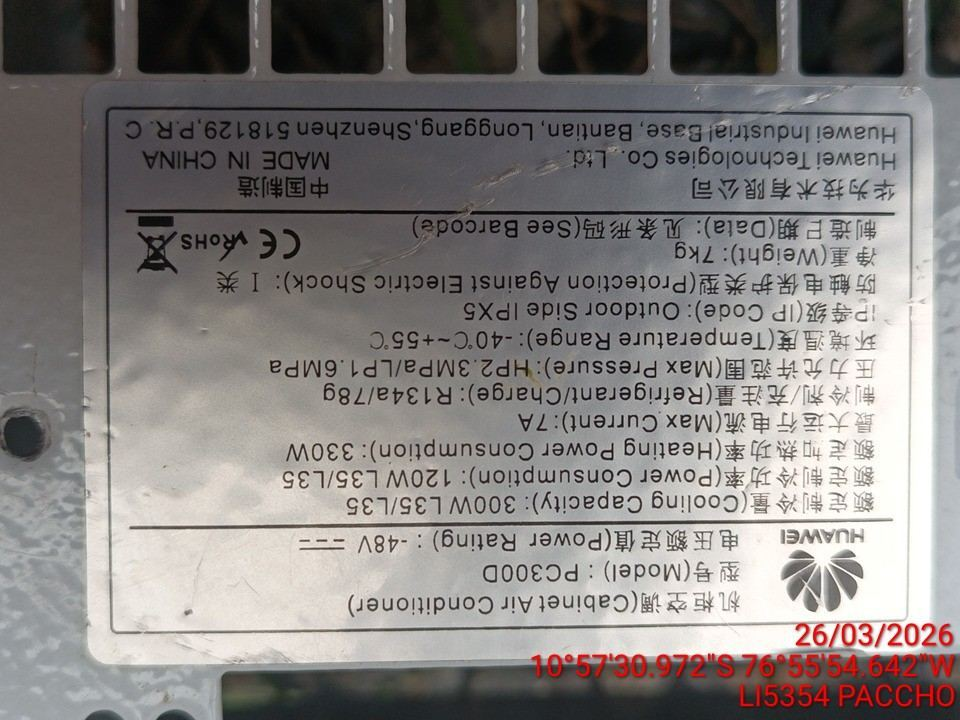 机柜空调(Cabinet Air Conditioner)
型号(Model) : PC300D
HUAWEI
电压额定值(Power Rating) : -48V
额定制冷量(Cooling Capacity): 300W L35/L35
额定制冷功率(Power Consumption): 120W L35/L35
额定加热功率(Heating Power Consumption): 330W
最大运行电流(Max.Current): 7A
制冷剂/充注量(Refrigerant/Charge): R134a/78g
压力允许范围(Max Pressure): HP2.3MPa/LP1.6MPa
环境温度(Temperature Range): -40℃~+55℃
IP等级(IP Code): Outdoor Side IPX5
防触电保护类型(Protection Against Electric Shock): I 类
净重(Weight): 7kg
制造日期(Data): 见条形码(See Barcode)
CE RoHS
华为技术有限公司 中国制造
Huawei Technologies Co., Ltd. MADE IN CHINA
Huawei Industrial Base, Bantian, Longgang,Shenzhen 518129,P.R. C
26/03/2026
10°57'30.972"S 76°55'54.642"W
LI5354 PACCHO